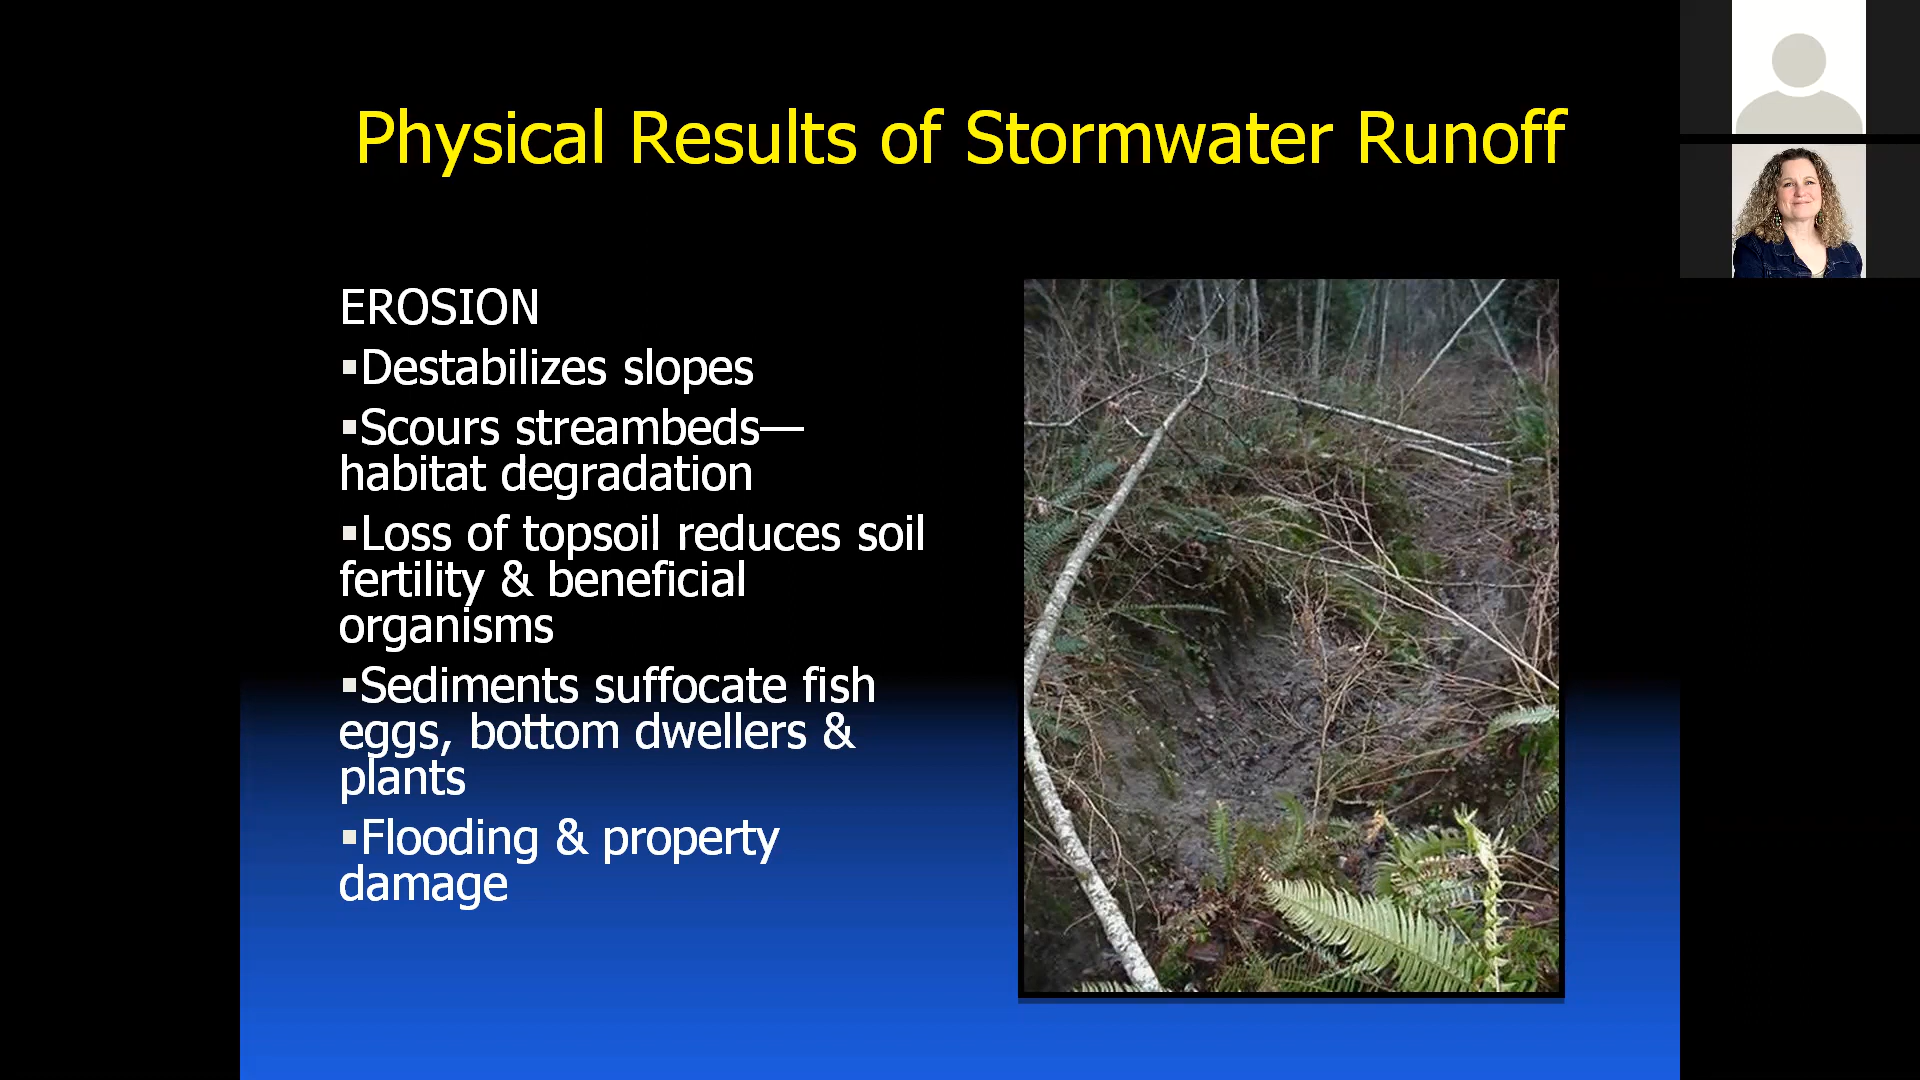 Physical Results of Stormwater Runoff
EROSION
▪Destabilizes slopes
▪Scours streambeds—
habitat degradation
▪Loss of topsoil reduces soil
fertility & beneficial
organisms
▪Sediments suffocate fish
eggs, bottom dwellers &
plants
▪Flooding & property
damage